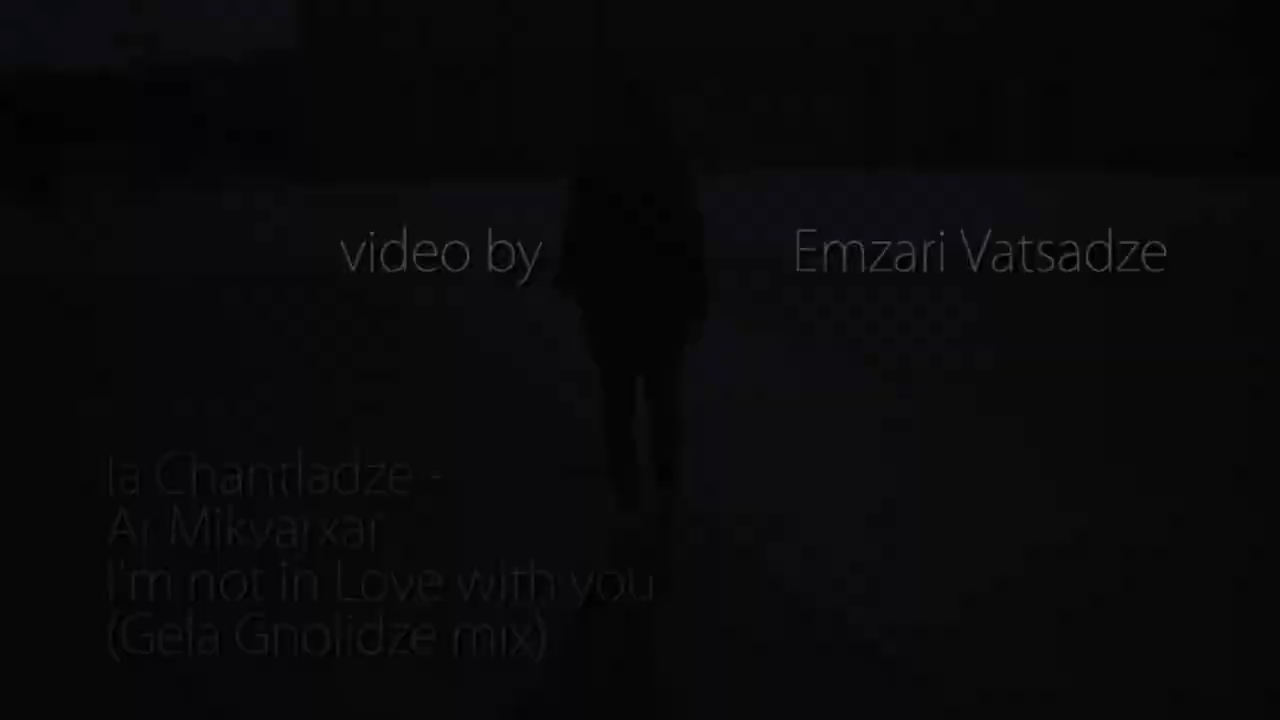 video by Emzari Vatsadze
Ia Chantladze -
Ar Mikvarxar
I'm not in Love with you
(Gela Gnolidze mix)